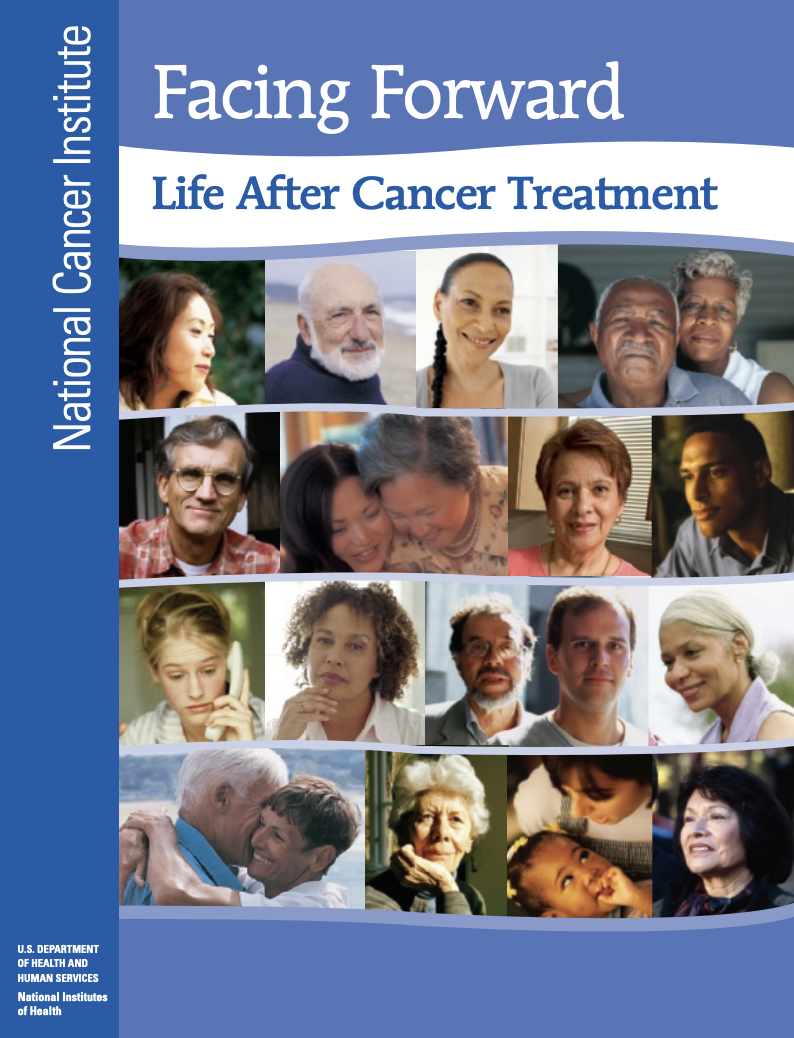 National Cancer Institute
Facing Forward
Life After Cancer Treatment
U.S. DEPARTMENT
OF HEALTH AND
HUMAN SERVICES
National Institutes
of Health